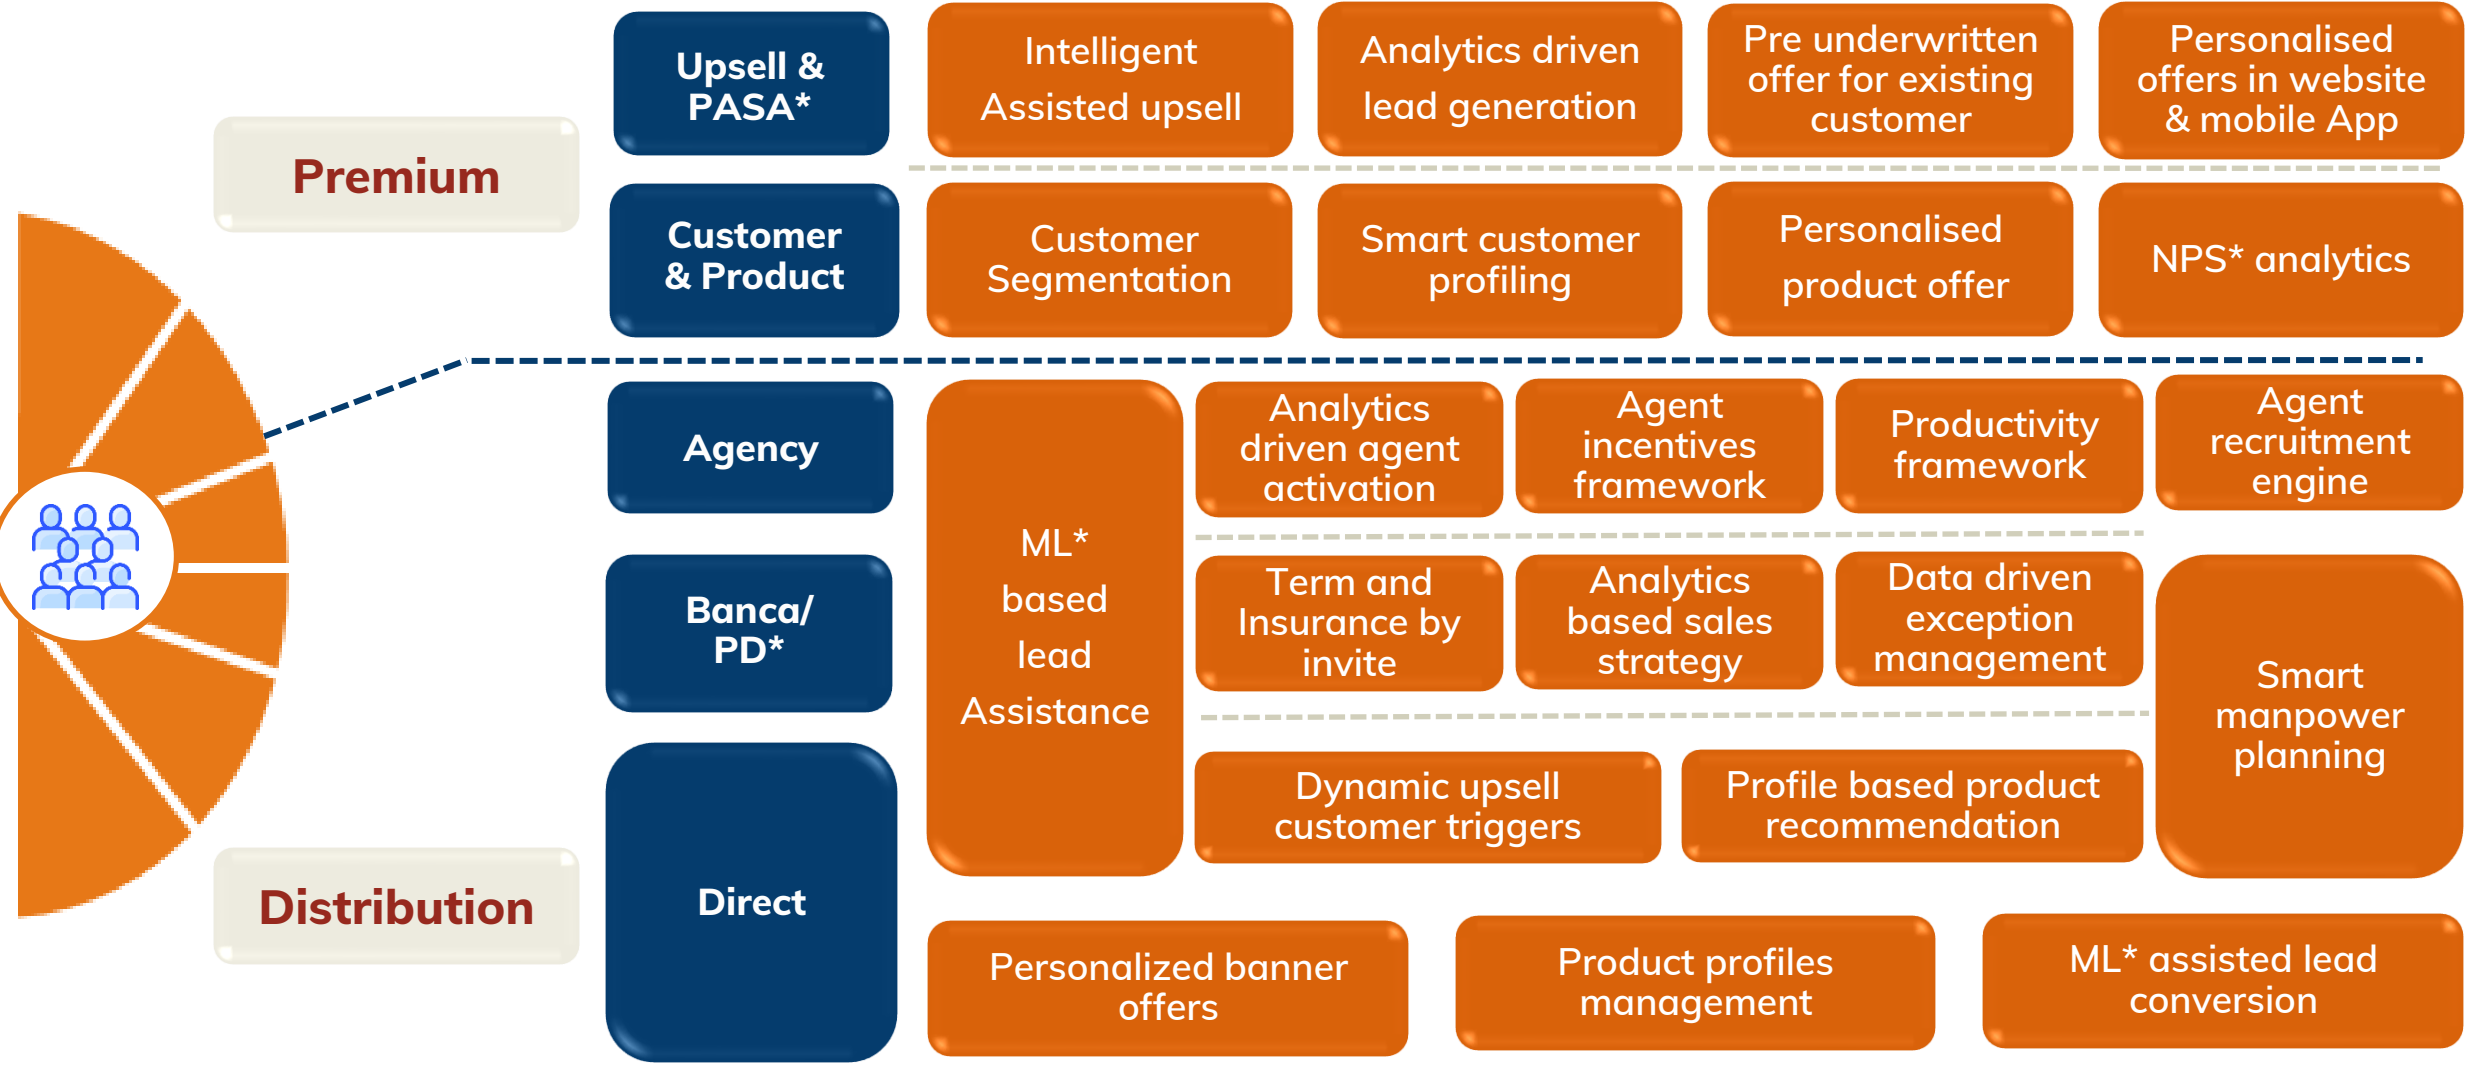 Premium
Upsell &
PASA*
Intelligent
Assisted upsell
Analytics driven
lead generation
Pre underwritten
offer for existing
customer
Personalised
offers in website
& mobile App
Customer
& Product
Customer
Segmentation
Smart customer
profiling
Personalised
product offer
NPS* analytics
Distribution
Agency
ML*
based
lead
Assistance
Analytics
driven agent
activation
Agent
incentives
framework
Productivity
framework
Agent
recruitment
engine
Banca/
PD*
Term and
Insurance by
invite
Analytics
based sales
strategy
Data driven
exception
management
Smart
manpower
planning
Direct
Dynamic upsell
customer triggers
Profile based product
recommendation
Personalized banner
offers
Product profiles
management
ML* assisted lead
conversion